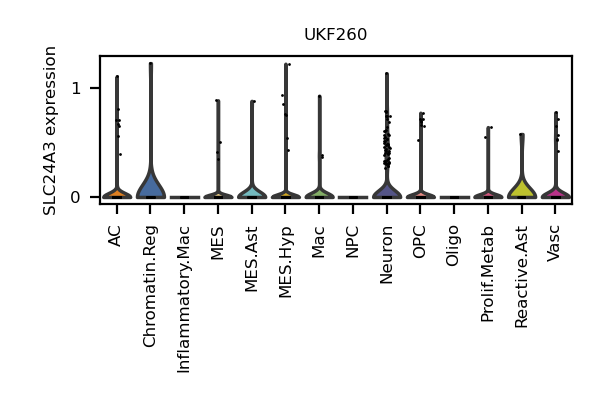 UKF260
SLC24A3 expression
1
0
AC
Chromatin.Reg
Inflammatory.Mac
MES
MES.Ast
MES.Hyp
Mac
NPC
Neuron
OPC
Oligo
Prolif.Metab
Reactive.Ast
Vasc